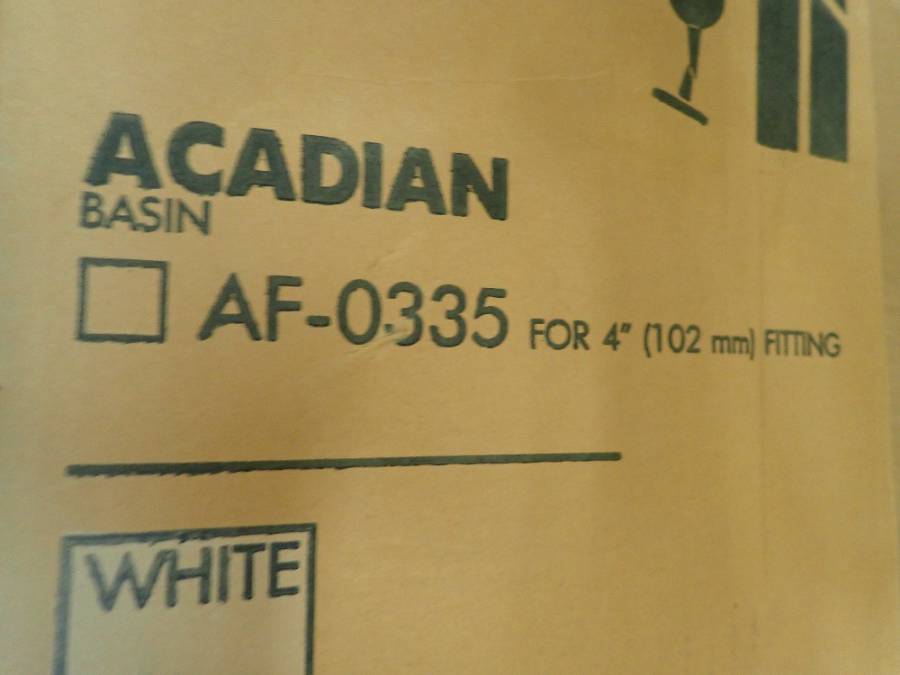 ACADIAN
BASIN
AF-0335 FOR 4" (102 mm) FITTING
WHITE